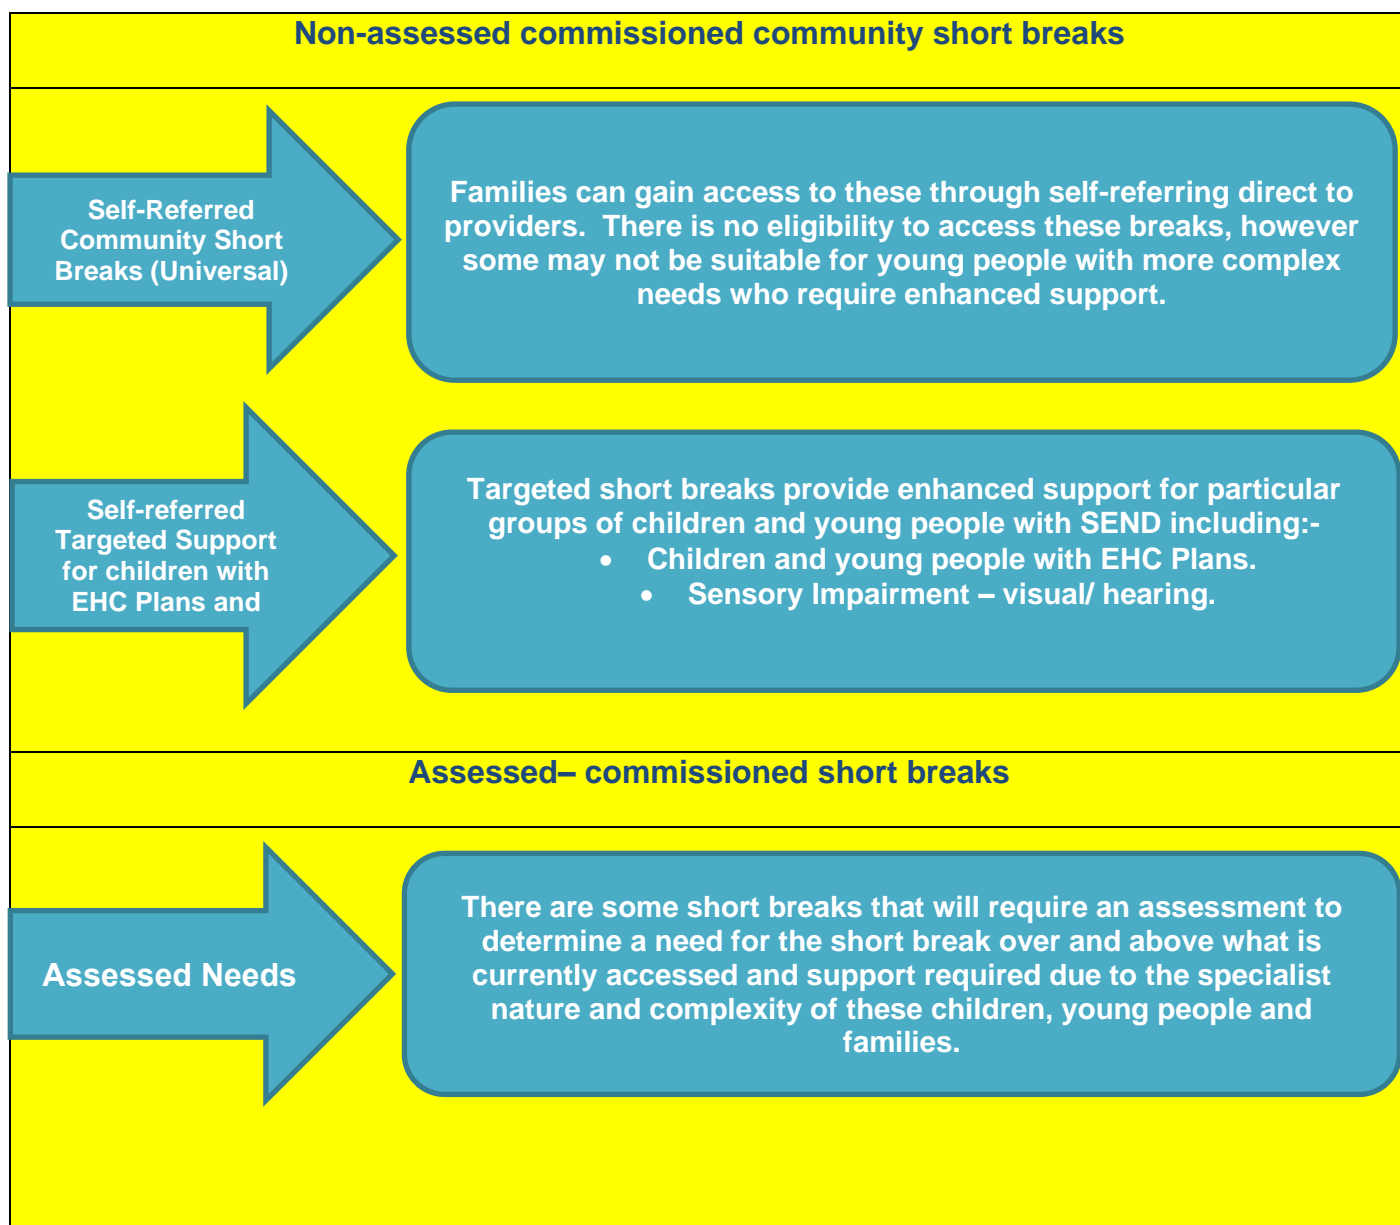 Non-assessed commissioned community short breaks
Self-Referred
Community Short
Breaks (Universal)
Families can gain access to these through self-referring direct to
providers.  There is no eligibility to access these breaks, however
some may not be suitable for young people with more complex
needs who require enhanced support.
Self-referred
Targeted Support
for children with
EHC Plans and
Targeted short breaks provide enhanced support for particular
groups of children and young people with SEND including:-
• Children and young people with EHC Plans.
• Sensory Impairment – visual/ hearing.
Assessed– commissioned short breaks
Assessed Needs
There are some short breaks that will require an assessment to
determine a need for the short break over and above what is
currently accessed and support required due to the specialist
nature and complexity of these children, young people and
families.